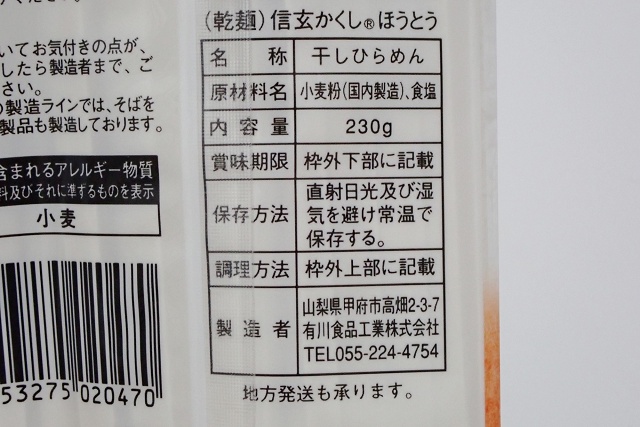 いてお気付きの点が、
したら製造者まで、ご
さい。
の製造ラインでは、そばを
製品も製造しております。
含まれるアレルギー物質
料及びそれに準ずるものを表示
小麦
53275 020470
(乾麺)信玄かくし®ほうとう
名称 干しひらめん
原材料名 小麦粉(国内製造)、食塩
内容量 230g
賞味期限 枠外下部に記載
保存方法 直射日光及び湿
気を避け常温で
保存する。
調理方法 枠外上部に記載
製造者 山梨県甲府市高畑2-3-7
有川食品工業株式会社
TEL055-224-4754
地方発送も承ります。